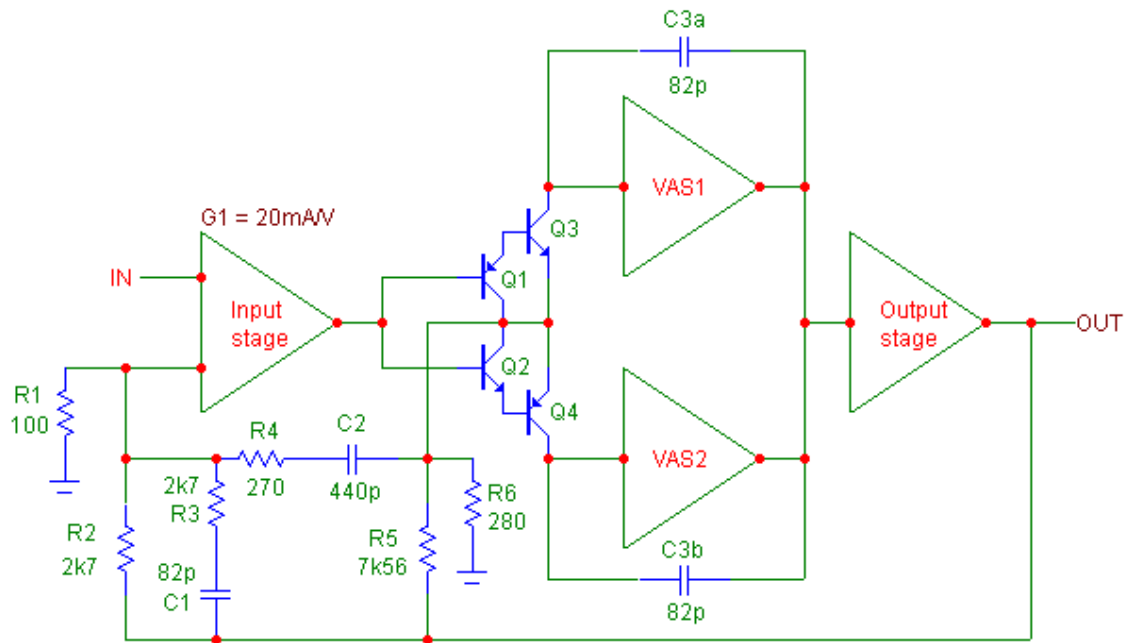 C3a
82p
VAS1
G1 = 20mA/V
Q3
IN
Q1
Input
stage
Output
stage
OUT
Q2
R1
100
Q4
R4
C2
270
440p
VAS2
2k7
R3
R6
280
R2
2k7
R5
7k56
C3b
82p
82p
C1